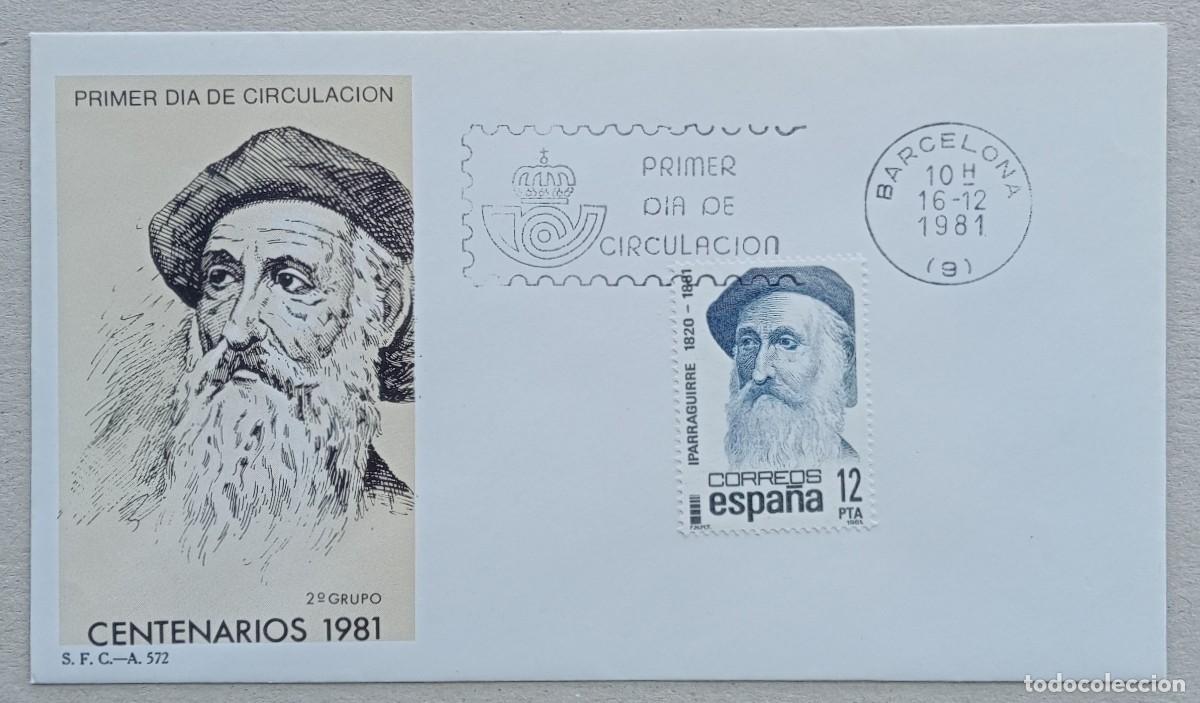 PRIMER DIA DE CIRCULACION
2º GRUPO
CENTENARIOS 1981
S. F. C.—A. 572
PRIMER
DIA DE
CIRCULACION
BARCELONA
10 H
16-12
1981
(9)
IPARRAGUIRRE 1820-1881
CORREOS
españa
12
PTA
F.N.M.T.
1981
todocoleccion